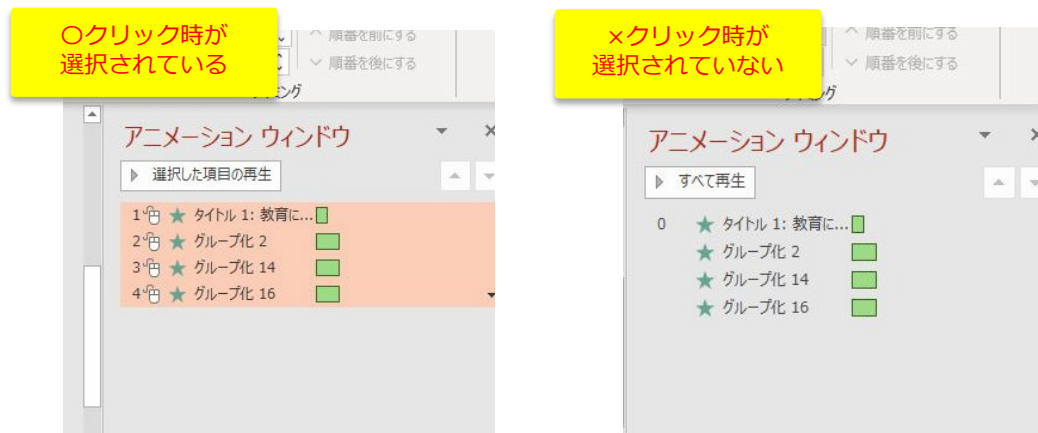 〇クリック時が
選択されている
順番を前にする
順番を後にする
アニメーション ウィンドウ
選択した項目の再生
1 タイトル 1: 教育に...
2 グループ化 2
3 グループ化 14
4 グループ化 16
×クリック時が
選択されていない
順番を前にする
順番を後にする
アニメーション ウィンドウ
すべて再生
0 タイトル 1: 教育に...
グループ化 2
グループ化 14
グループ化 16